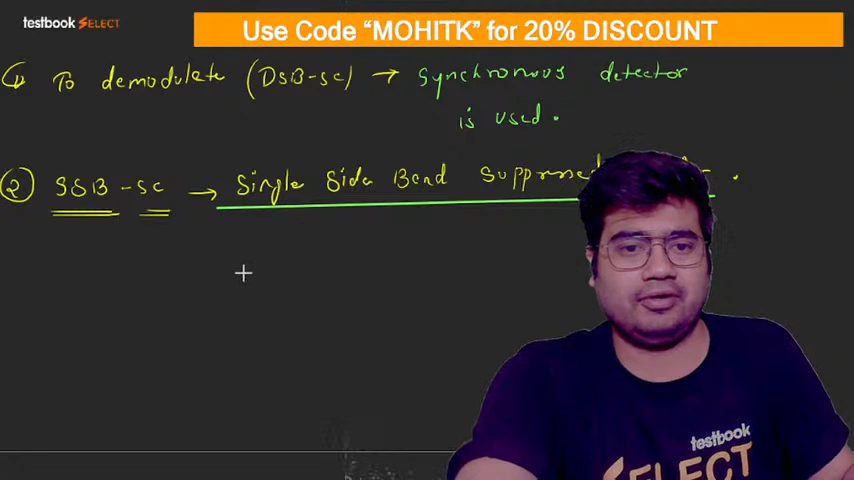 testbook SELECT
Use Code “MOHITK” for 20% DISCOUNT
To demodulate (DSB-SC) → Synchronous detector
is used.
② SSB - SC → Single Side Band Suppressed
testbook
SELECT